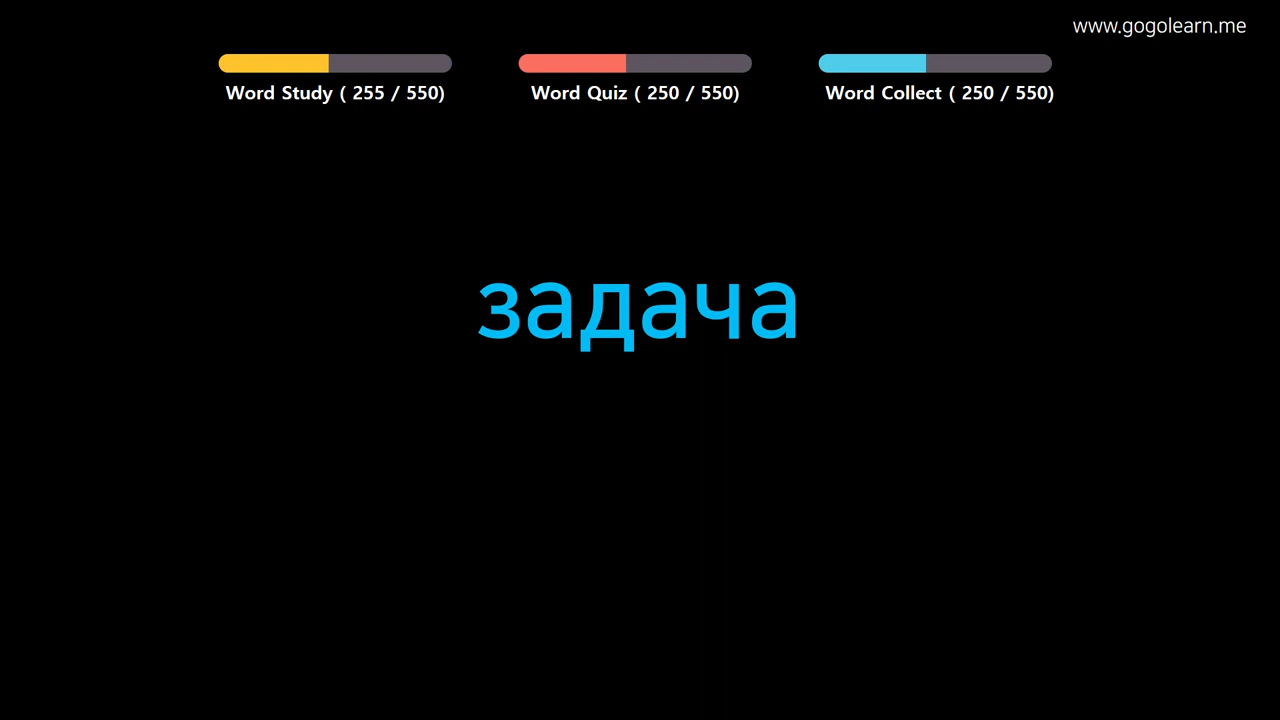 www.gogolearn.me
Word Study ( 255 / 550)
Word Quiz ( 250 / 550)
Word Collect ( 250 / 550)
задача